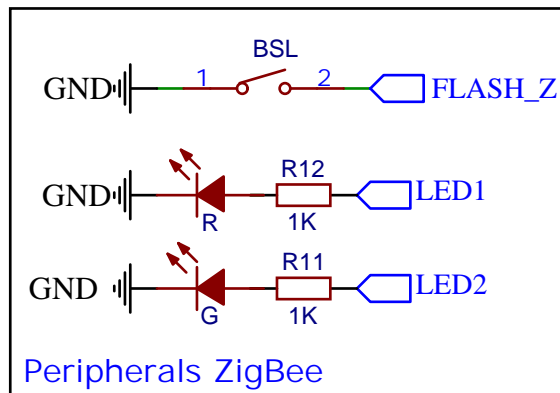 BSL
GND 1 2 FLASH_Z
R12
GND LED1
R 1K
R11
GND LED2
G 1K
Peripherals ZigBee